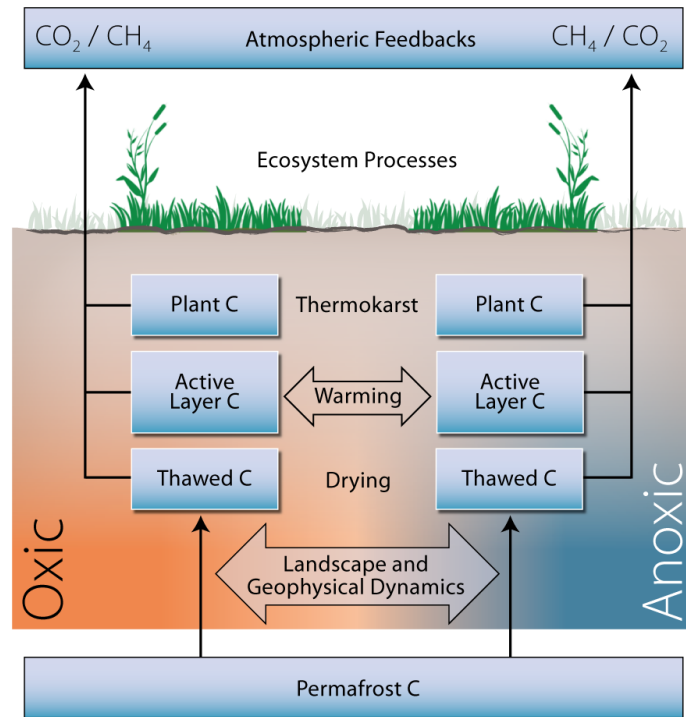 CO₂ / CH₄
Atmospheric Feedbacks
CH₄ / CO₂
Ecosystem Processes
Plant C
Thermokarst
Plant C
Active
Layer C
Warming
Active
Layer C
Thawed C
Drying
Thawed C
Oxic
Landscape and
Geophysical Dynamics
Anoxic
Permafrost C